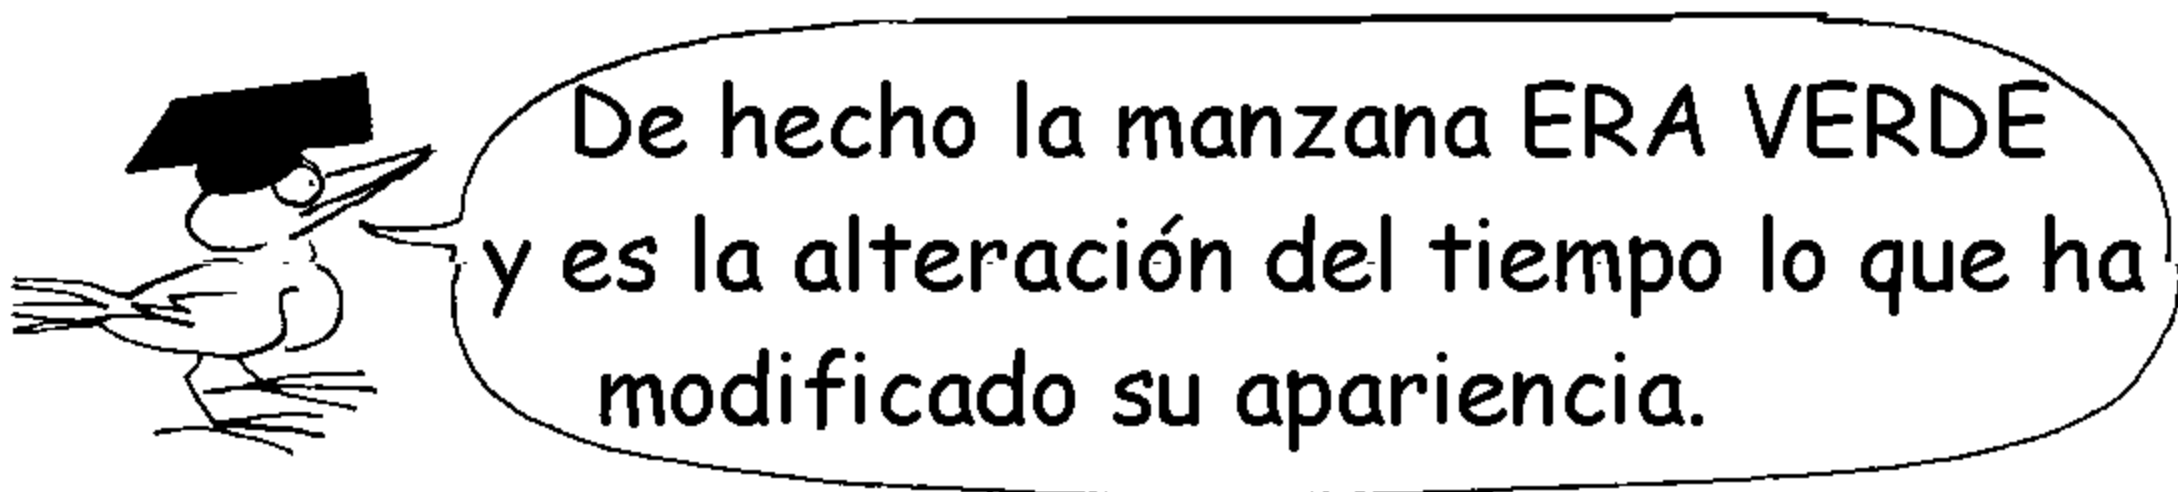 De hecho la manzana ERA VERDE
y es la alteración del tiempo lo que ha
modificado su apariencia.